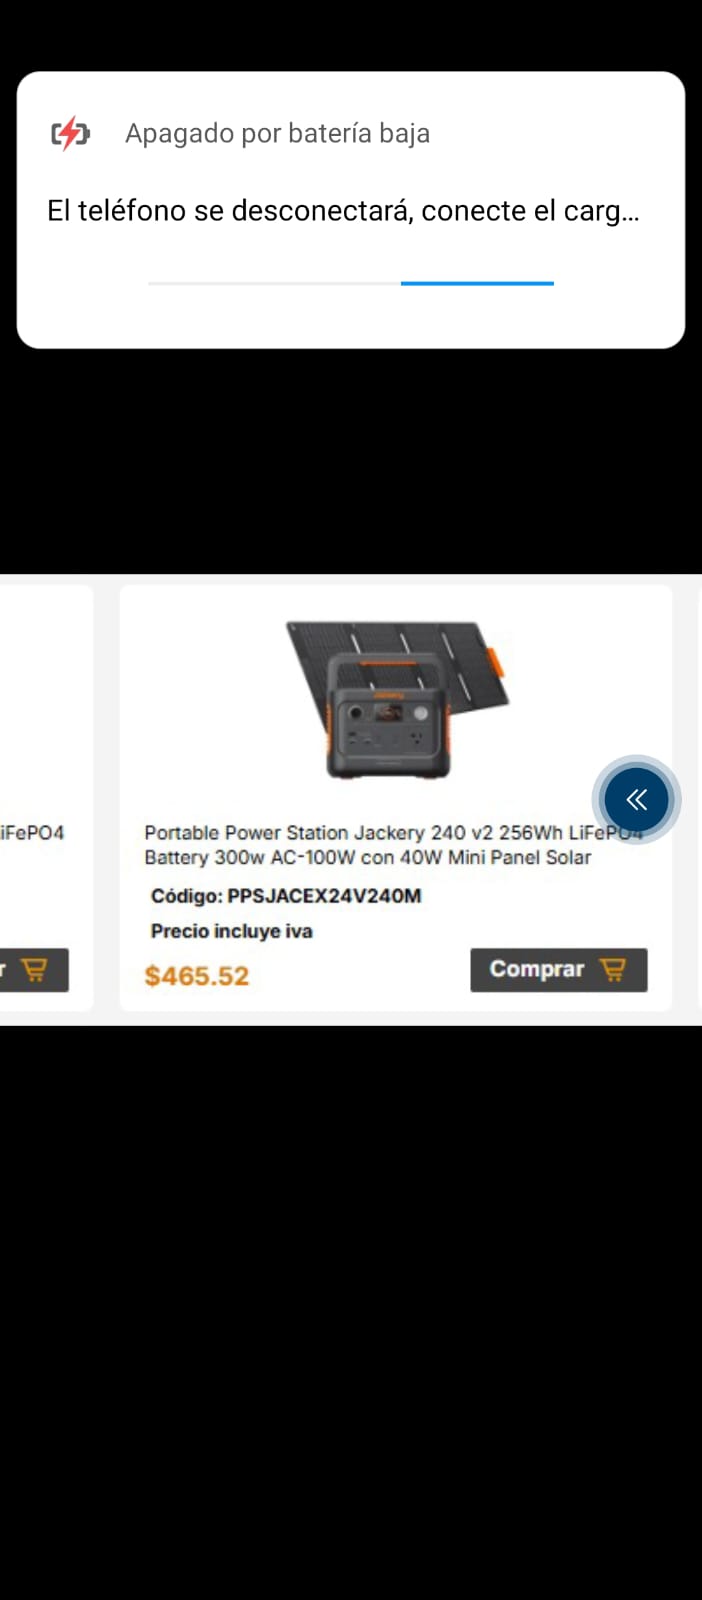 Apagado por batería baja
El teléfono se desconectará, conecte el carg...
iFePO4
Portable Power Station Jackery 240 v2 256Wh LiFePO4
Battery 300w AC-100W con 40W Mini Panel Solar
Código: PPSJACEX24V240M
Precio incluye iva
r
$465.52
Comprar